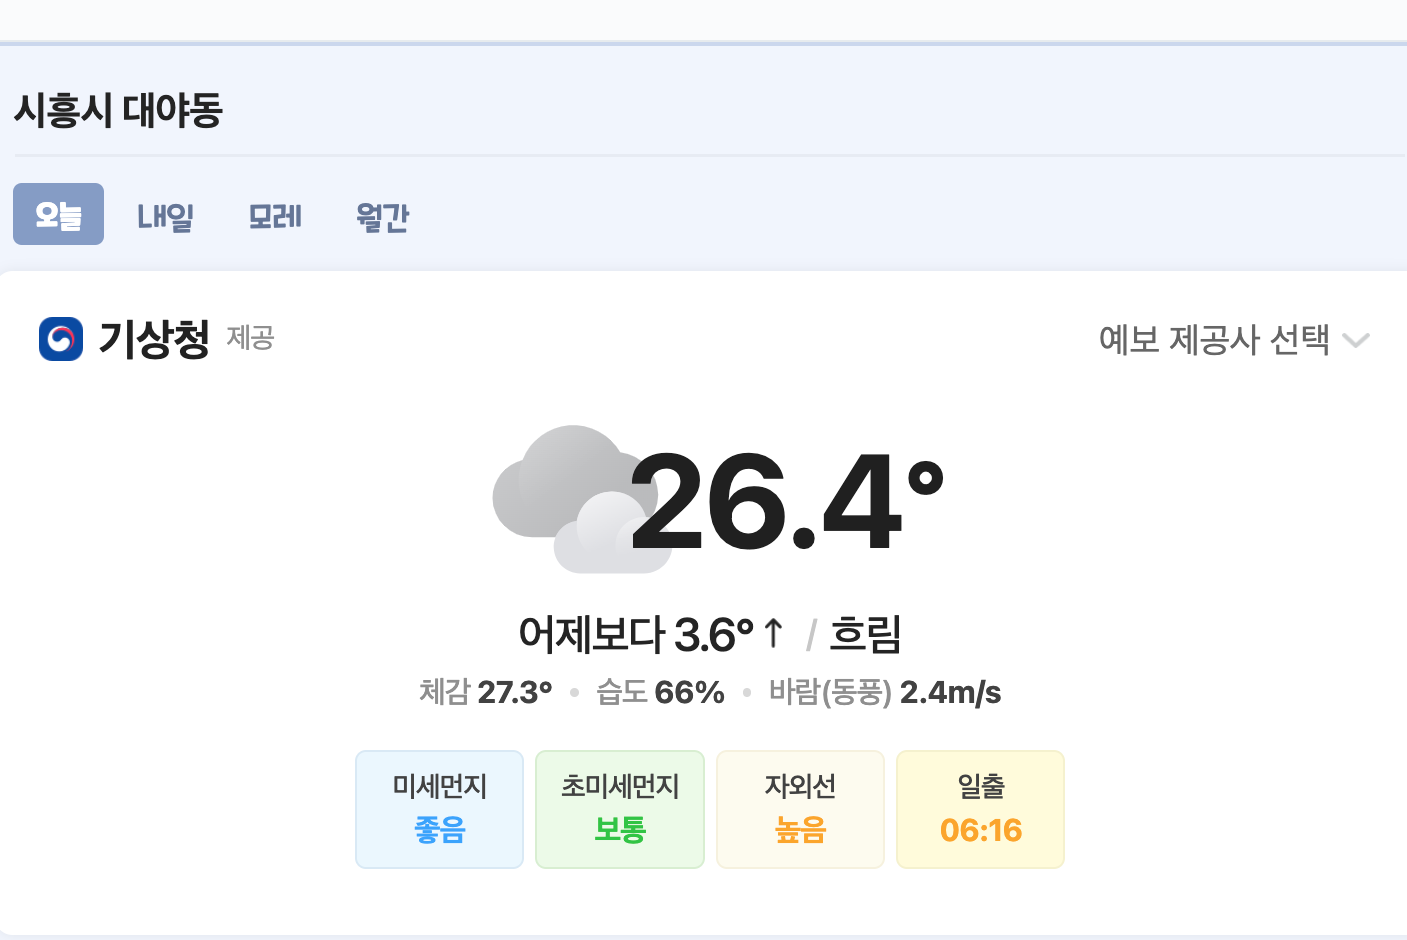 시흥시 대야동
오늘 내일 모레 월간
기상청 제공 예보 제공사 선택
26.4°
어제보다 3.6° ↑ / 흐림
체감 27.3° • 습도 66% • 바람(동풍) 2.4m/s
미세먼지 초미세먼지 자외선 일출
좋음 보통 높음 06:16